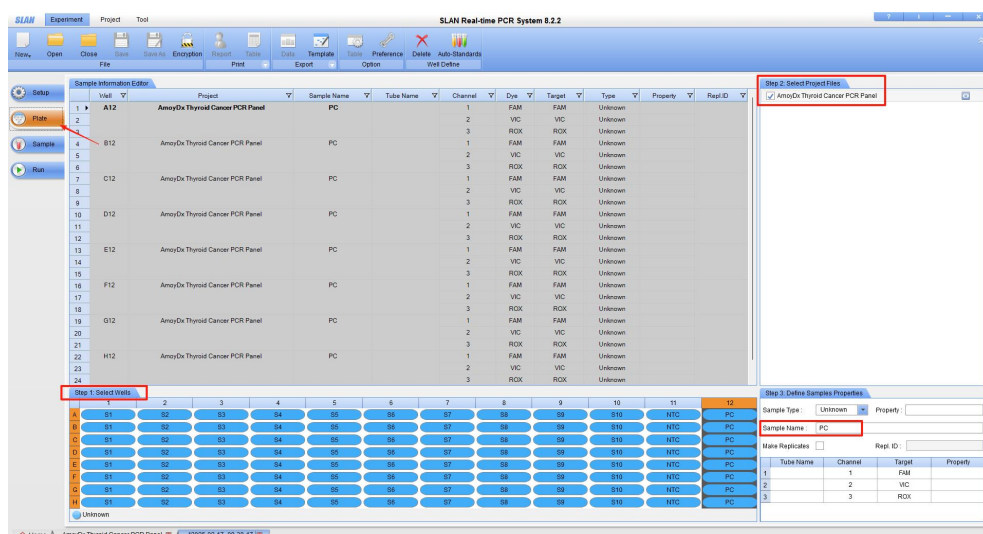 SLAN Experiment Project Tool SLAN Real-time PCR System 8.2.2
New Open Close Save Save As Encryption Report Table Data Template Table Preference Delete Auto-Standards
File Print Export Option Well Define
Setup
Plate
Sample
Run
Sample Information Editor
Well Project Sample Name Tube Name Channel Dye Target Type Property Repl.ID
1 A12 AmoyDx Thyroid Cancer PCR Panel PC 1 FAM FAM Unknown
2 2 VIC VIC Unknown
3 3 ROX ROX Unknown
4 B12 AmoyDx Thyroid Cancer PCR Panel PC 1 FAM FAM Unknown
5 2 VIC VIC Unknown
6 3 ROX ROX Unknown
7 C12 AmoyDx Thyroid Cancer PCR Panel PC 1 FAM FAM Unknown
8 2 VIC VIC Unknown
9 3 ROX ROX Unknown
10 D12 AmoyDx Thyroid Cancer PCR Panel PC 1 FAM FAM Unknown
11 2 VIC VIC Unknown
12 3 ROX ROX Unknown
13 E12 AmoyDx Thyroid Cancer PCR Panel PC 1 FAM FAM Unknown
14 2 VIC VIC Unknown
15 3 ROX ROX Unknown
16 F12 AmoyDx Thyroid Cancer PCR Panel PC 1 FAM FAM Unknown
17 2 VIC VIC Unknown
18 3 ROX ROX Unknown
19 G12 AmoyDx Thyroid Cancer PCR Panel PC 1 FAM FAM Unknown
20 2 VIC VIC Unknown
21 3 ROX ROX Unknown
22 H12 AmoyDx Thyroid Cancer PCR Panel PC 1 FAM FAM Unknown
23 2 VIC VIC Unknown
24 3 ROX ROX Unknown
Step 2: Select Project Files
AmoyDx Thyroid Cancer PCR Panel
Step 1: Select Wells
1 2 3 4 5 6 7 8 9 10 11 12
A S1 S2 S3 S4 S5 S6 S7 S8 S9 S10 NTC PC
B S1 S2 S3 S4 S5 S6 S7 S8 S9 S10 NTC PC
C S1 S2 S3 S4 S5 S6 S7 S8 S9 S10 NTC PC
D S1 S2 S3 S4 S5 S6 S7 S8 S9 S10 NTC PC
E S1 S2 S3 S4 S5 S6 S7 S8 S9 S10 NTC PC
F S1 S2 S3 S4 S5 S6 S7 S8 S9 S10 NTC PC
G S1 S2 S3 S4 S5 S6 S7 S8 S9 S10 NTC PC
H S1 S2 S3 S4 S5 S6 S7 S8 S9 S10 NTC PC
Unknown
Step 3: Define Samples Properties
Sample Type : Unknown Property :
Sample Name : PC
Make Replicates Repl. ID :
Tube Name Channel Target Property
1 1 FAM
2 2 VIC
3 3 ROX